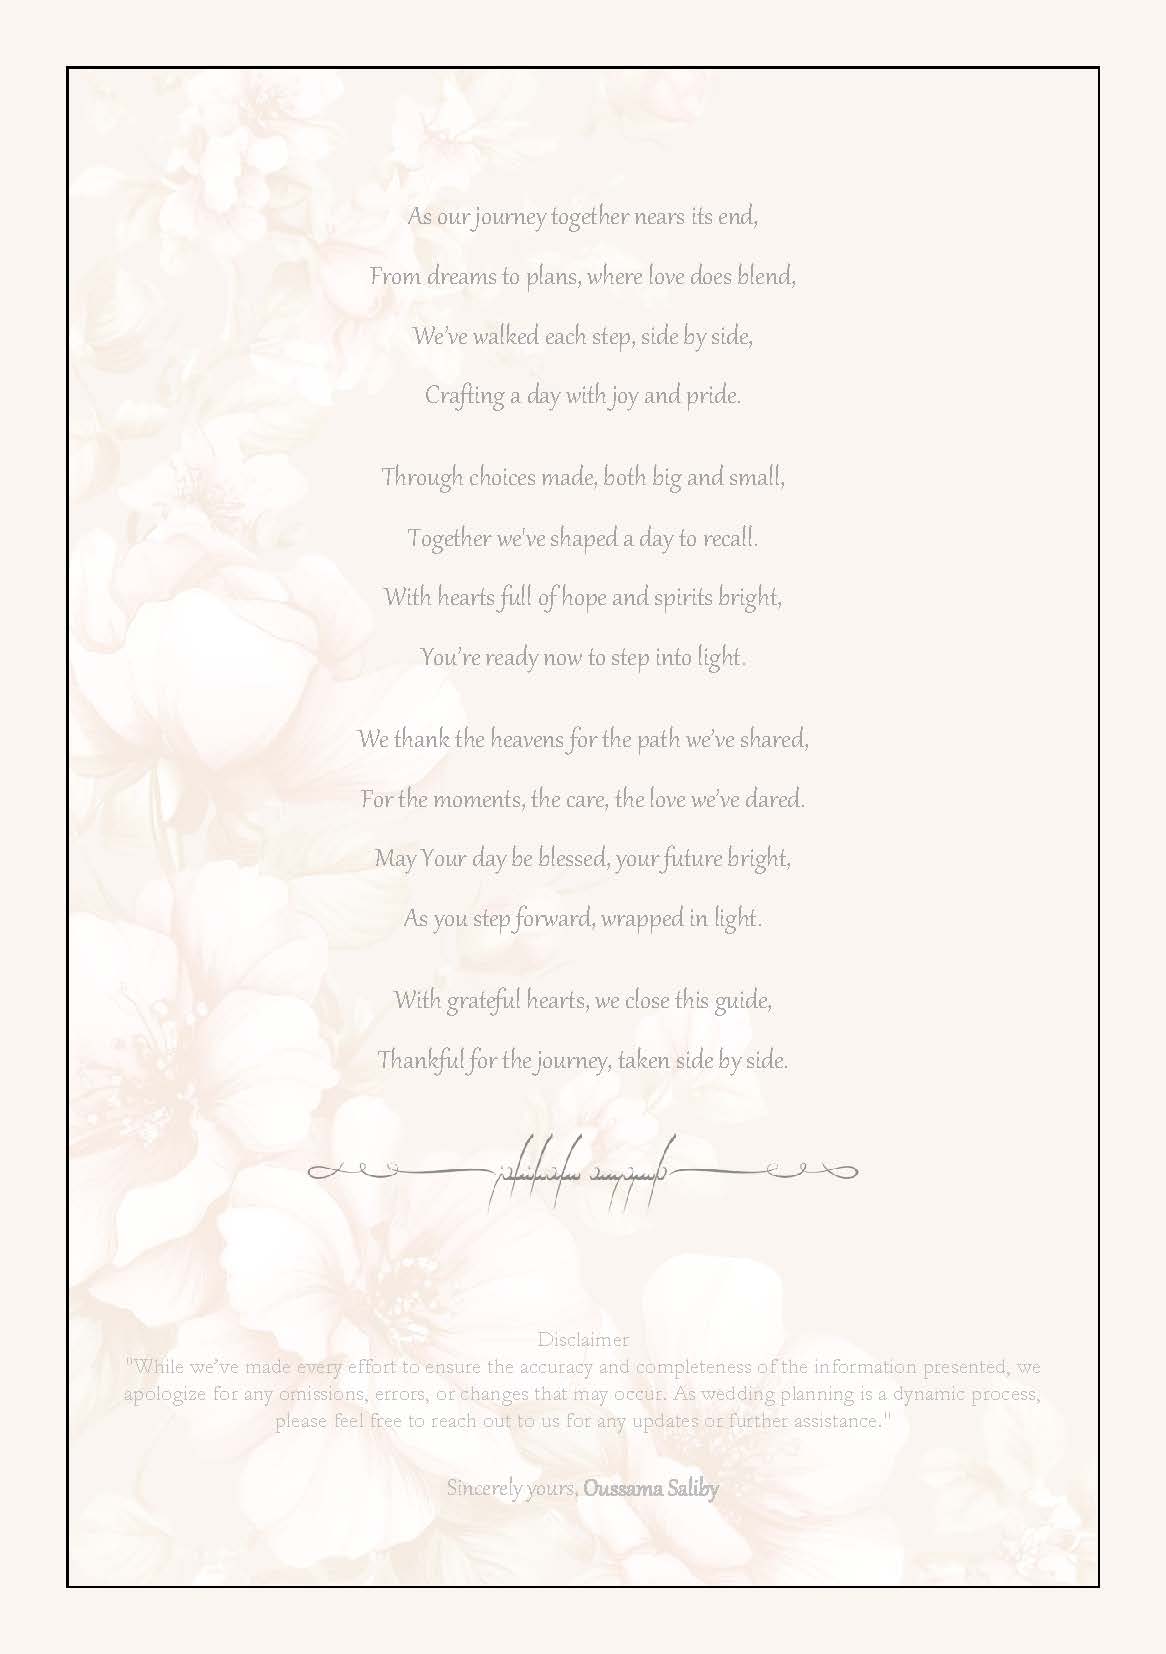 As our journey together nears its end,
From dreams to plans, where love does blend,
We’ve walked each step, side by side,
Crafting a day with joy and pride.
Through choices made, both big and small,
Together we've shaped a day to recall.
With hearts full of hope and spirits bright,
You’re ready now to step into light.
We thank the heavens for the path we’ve shared,
For the moments, the care, the love we’ve dared.
May Your day be blessed, your future bright,
As you step forward, wrapped in light.
With grateful hearts, we close this guide,
Thankful for the journey, taken side by side.
Disclaimer
"While we’ve made every effort to ensure the accuracy and completeness of the information presented, we
apologize for any omissions, errors, or changes that may occur. As wedding planning is a dynamic process,
please feel free to reach out to us for any updates or further assistance."
Sincerely yours, Oussama Saliby